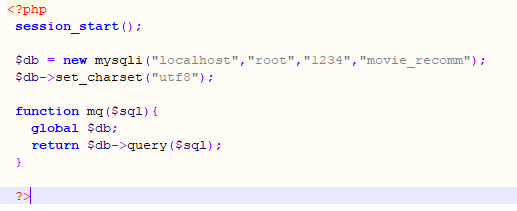 <?php
session_start();
$db = new mysqli("localhost","root","1234","movie_recomm");
$db->set_charset("utf8");
function mq($sql){
global $db;
return $db->query($sql);
}
?>